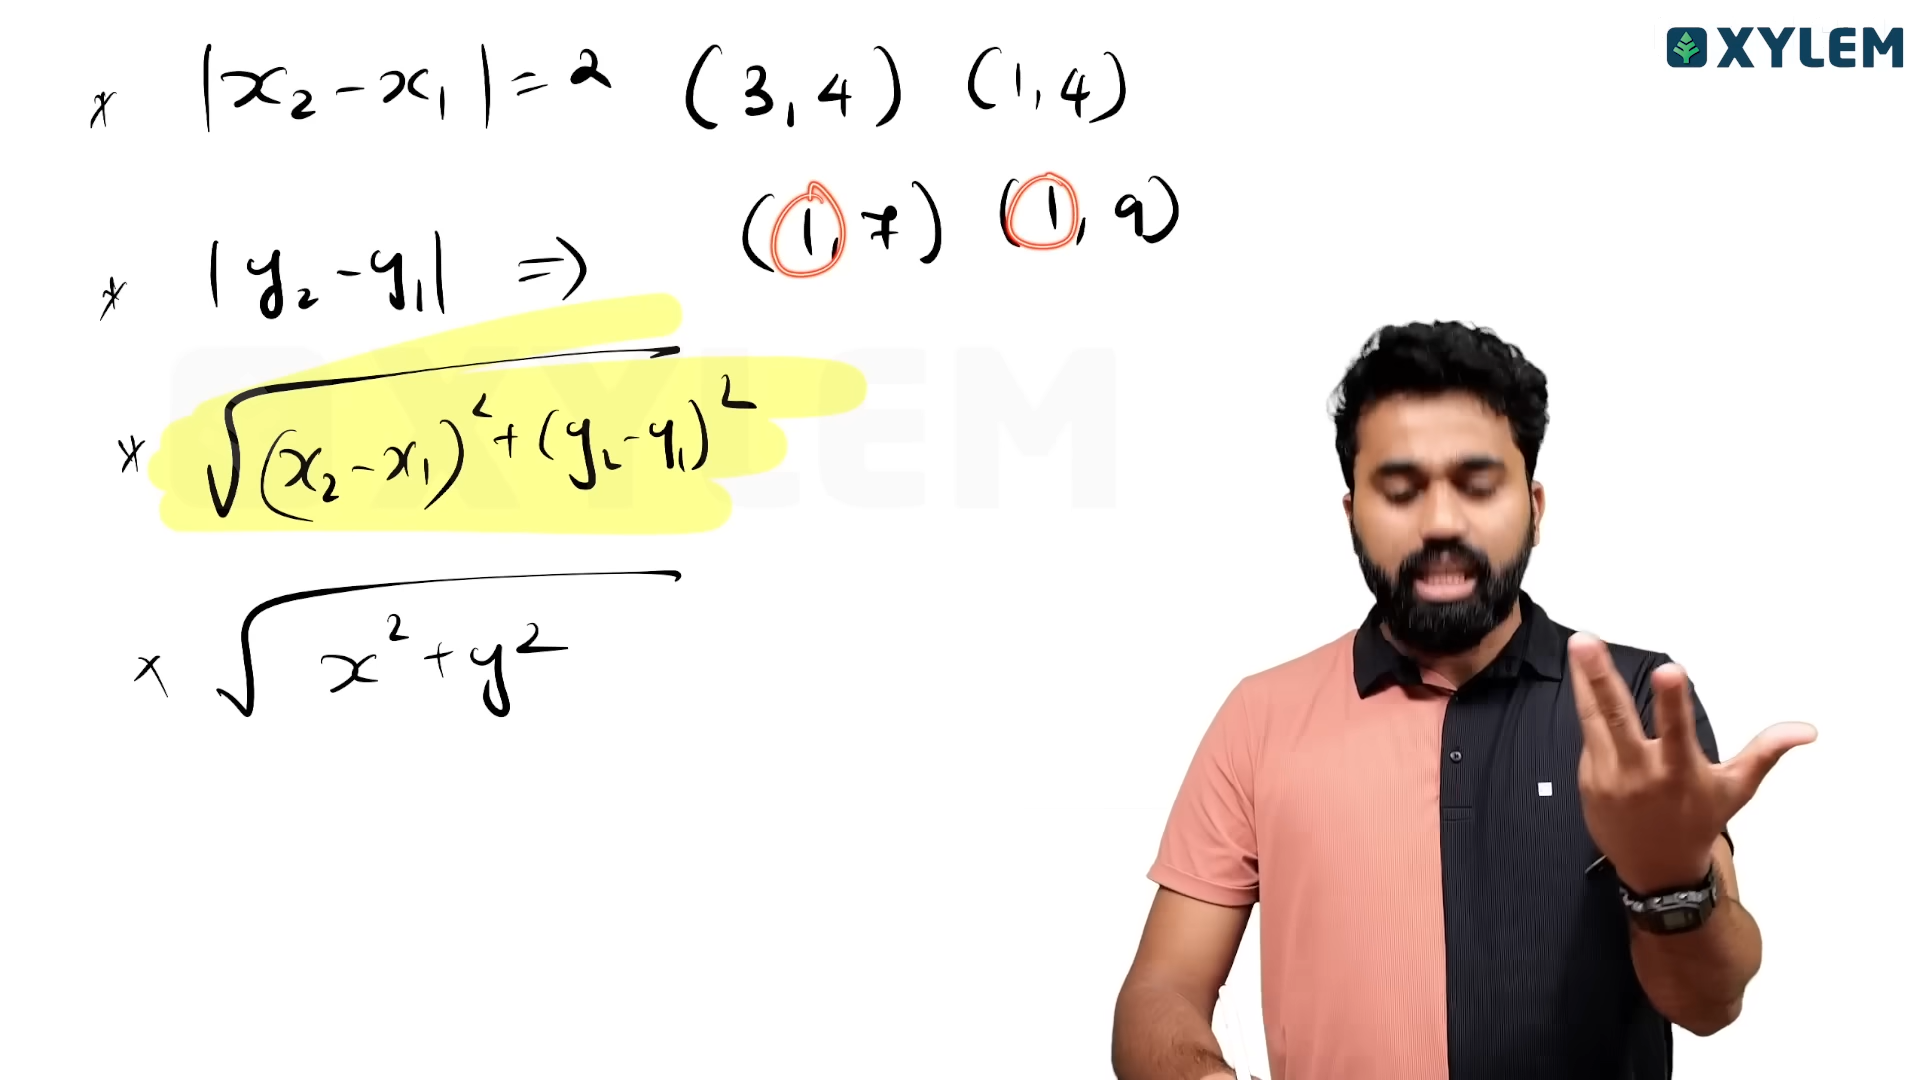 XYLEM
* |x₂ - x₁| = 2 (3, 4) (1, 4)
* |y₂ - y₁| ⇒ (1, 7) (1, 9)
XYLEM
* √(x₂ - x₁)² + (y₂ - y₁)²
× √x² + y²